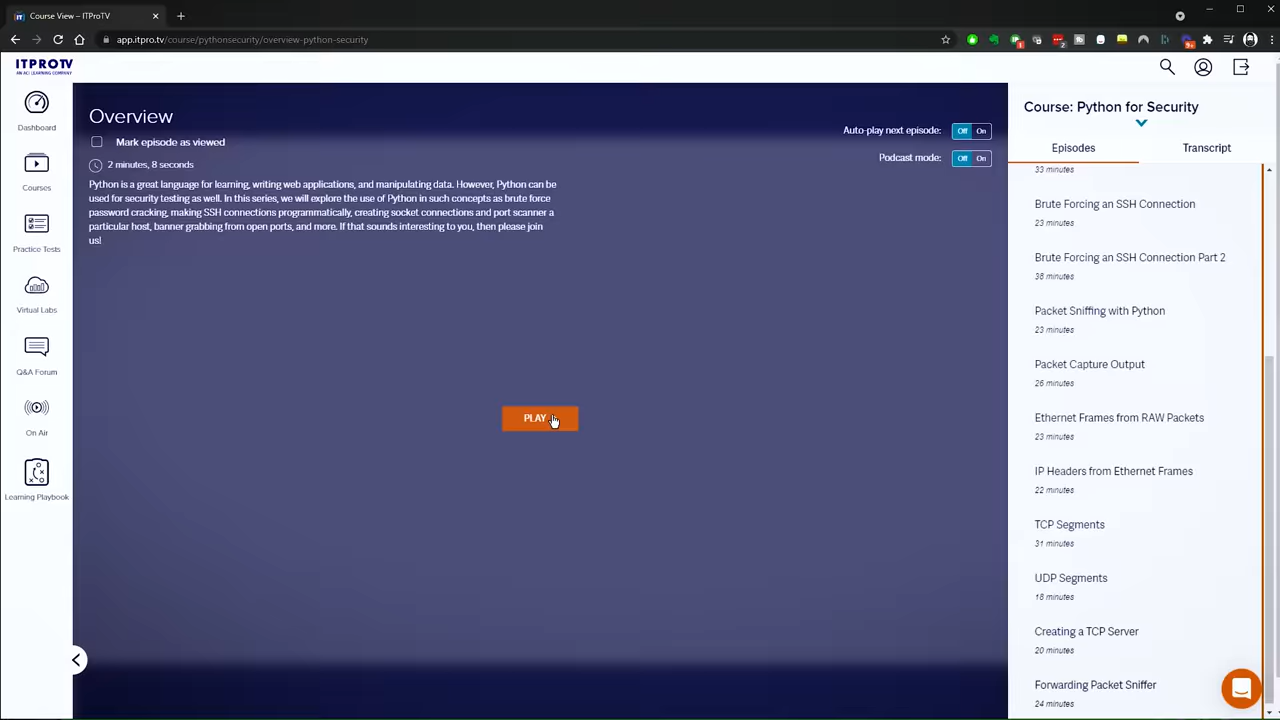 Course View – ITProTV
app.itpro.tv/course/pythonsecurity/overview-python-security
ITPROTV
AN ACI LEARNING COMPANY
Dashboard
Courses
Practice Tests
Virtual Labs
Q&A Forum
On Air
Learning Playbook
Overview
Mark episode as viewed
2 minutes, 8 seconds
Python is a great language for learning, writing web applications, and manipulating data. However, Python can be
used for security testing as well. In this series, we will explore the use of Python in such concepts as brute force
password cracking, making SSH connections programmatically, creating socket connections and port scanner a
particular host, banner grabbing from open ports, and more. If that sounds interesting to you, then please join
us!
Auto-play next episode: Off On
Podcast mode: Off On
PLAY
Course: Python for Security
Episodes Transcript
33 minutes
Brute Forcing an SSH Connection
23 minutes
Brute Forcing an SSH Connection Part 2
38 minutes
Packet Sniffing with Python
23 minutes
Packet Capture Output
26 minutes
Ethernet Frames from RAW Packets
23 minutes
IP Headers from Ethernet Frames
22 minutes
TCP Segments
31 minutes
UDP Segments
18 minutes
Creating a TCP Server
20 minutes
Forwarding Packet Sniffer
24 minutes